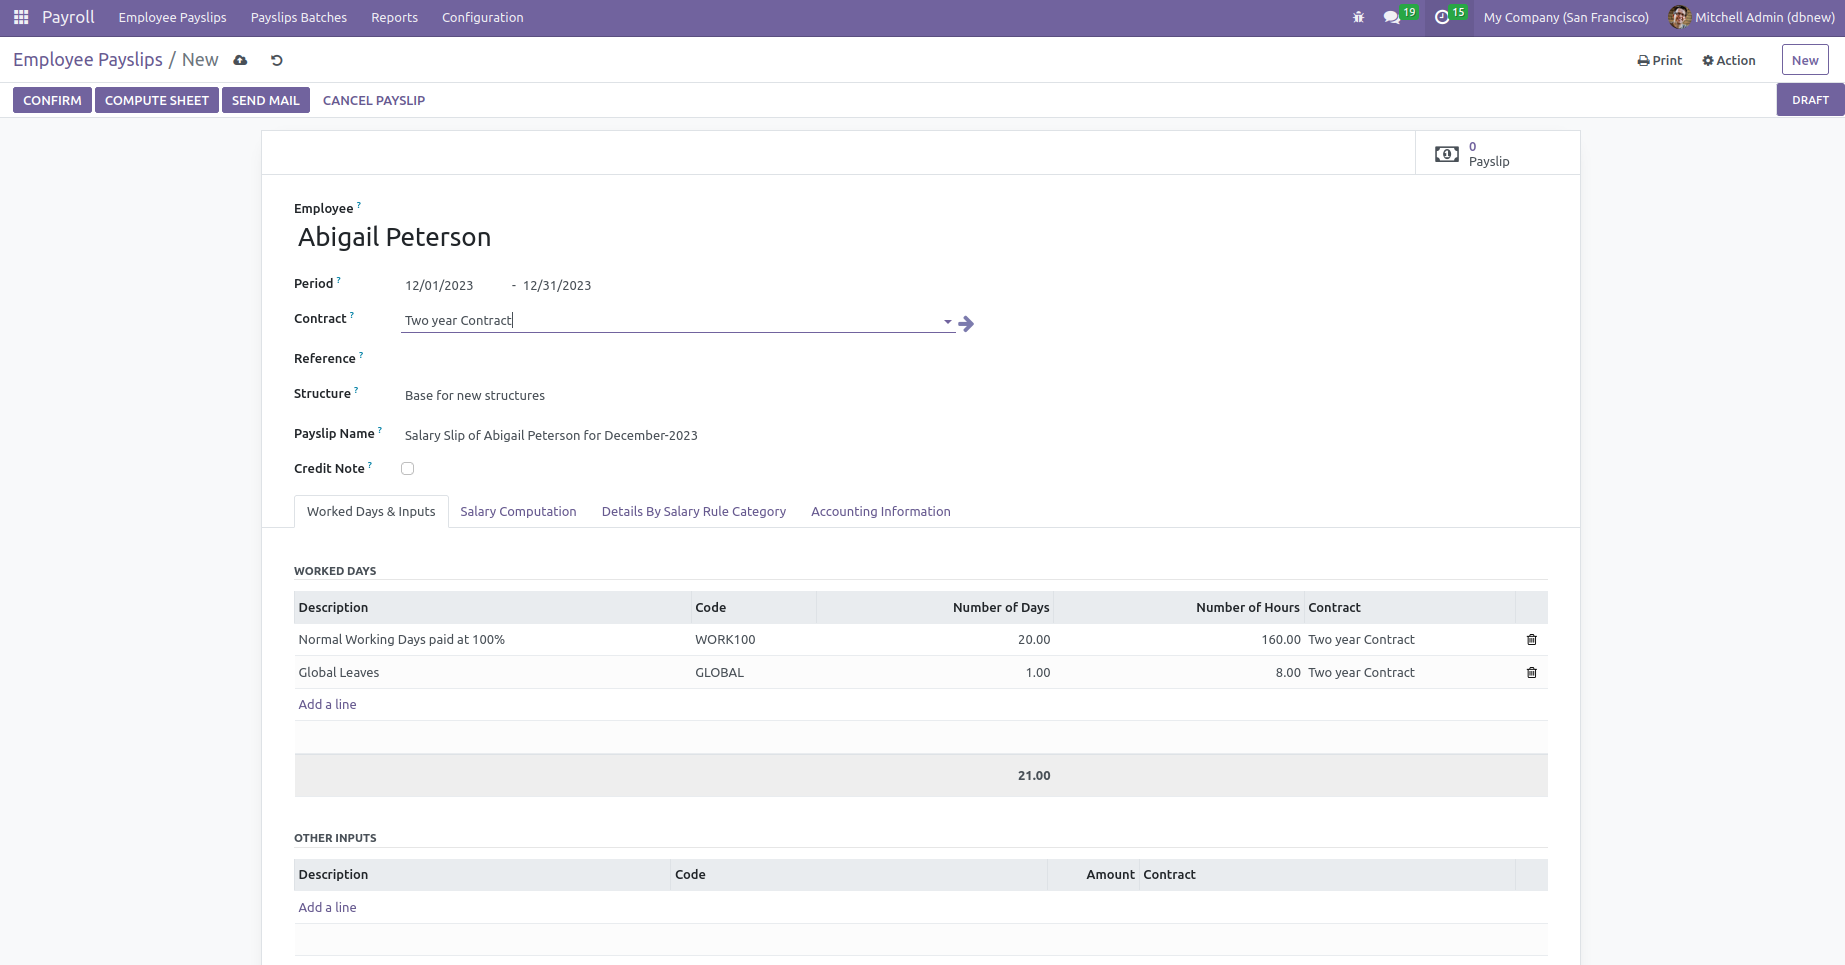 Payroll Employee Payslips Payslips Batches Reports Configuration 19 15 My Company (San Francisco) Mitchell Admin (dbnew)
Employee Payslips / New Print Action New
CONFIRM COMPUTE SHEET SEND MAIL CANCEL PAYSLIP DRAFT
0
Payslip
Employee ?
Abigail Peterson
Period ? 12/01/2023 - 12/31/2023
Contract ? Two year Contract
Reference ?
Structure ? Base for new structures
Payslip Name ? Salary Slip of Abigail Peterson for December-2023
Credit Note ?
Worked Days & Inputs Salary Computation Details By Salary Rule Category Accounting Information
WORKED DAYS
Description Code Number of Days Number of Hours Contract
Normal Working Days paid at 100% WORK100 20.00 160.00 Two year Contract
Global Leaves GLOBAL 1.00 8.00 Two year Contract
Add a line
21.00
OTHER INPUTS
Description Code Amount Contract
Add a line